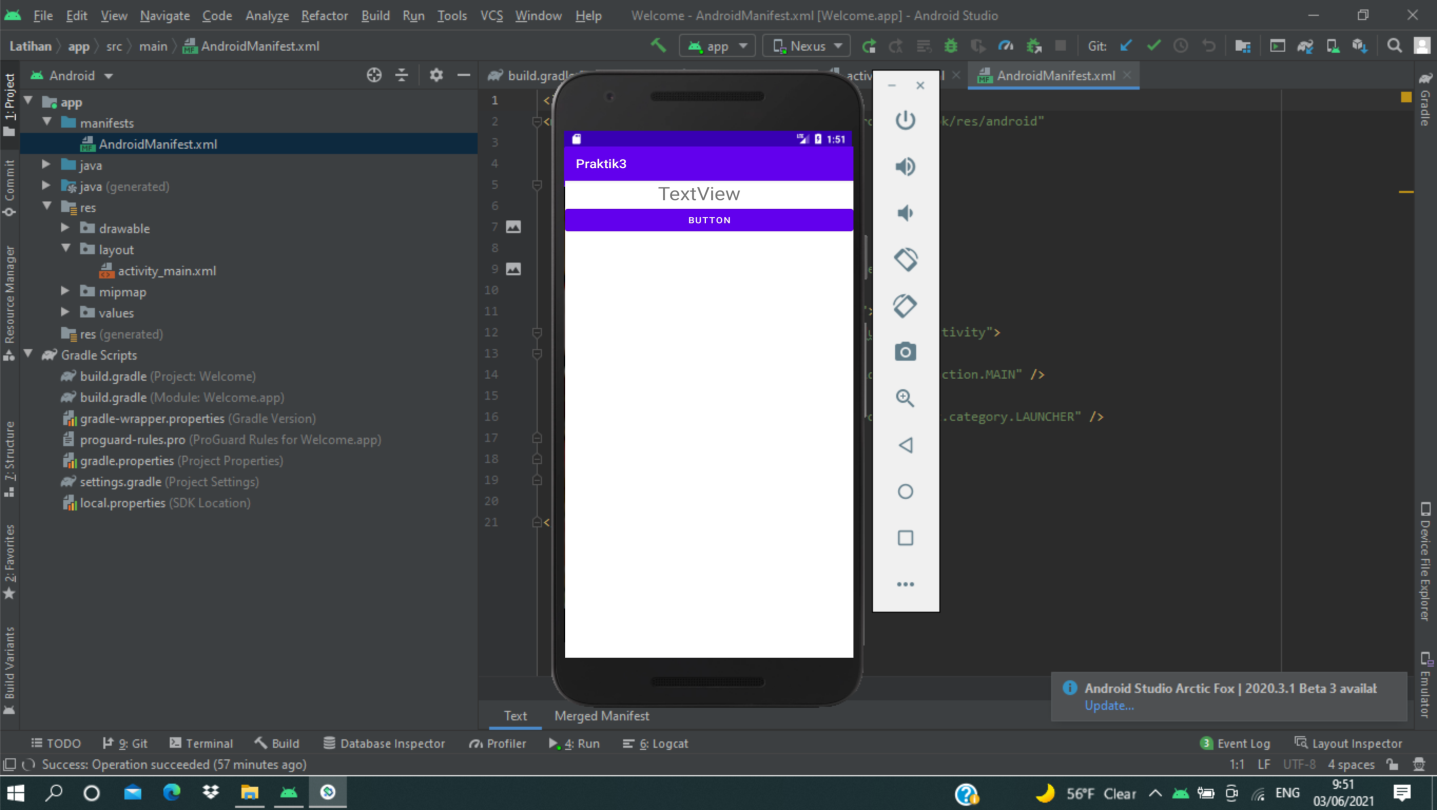 File Edit View Navigate Code Analyze Refactor Build Run Tools VCS Window Help Welcome - AndroidManifest.xml [Welcome.app] - Android Studio
Latihan app src main AndroidManifest.xml app Nexus Git:
Android
build.gradle
AndroidManifest.xml
1: Project
Commit
Resource Manager
7: Structure
2: Favorites
Build Variants
app
manifests
AndroidManifest.xml
java
java (generated)
res
drawable
layout
activity_main.xml
mipmap
values
res (generated)
Gradle Scripts
build.gradle (Project: Welcome)
build.gradle (Module: Welcome.app)
gradle-wrapper.properties (Gradle Version)
proguard-rules.pro (ProGuard Rules for Welcome.app)
gradle.properties (Project Properties)
settings.gradle (Project Settings)
local.properties (SDK Location)
1 <
2 < k/res/android"
3
4
5
6
7
8
9
10
11 ">
12 tivity">
13
14 ction.MAIN" />
15
16 .category.LAUNCHER" />
17
18
19
20
21 <
1:51
Praktik3
TextView
BUTTON
Gradle
Device File Explorer
Emulator
Android Studio Arctic Fox | 2020.3.1 Beta 3 availab
Update...
Text Merged Manifest
TODO 9: Git Terminal Build Database Inspector Profiler 4: Run 6: Logcat 3 Event Log Layout Inspector
Success: Operation succeeded (57 minutes ago) 1:1 LF UTF-8 4 spaces
56°F Clear ENG 9:51
03/06/2021